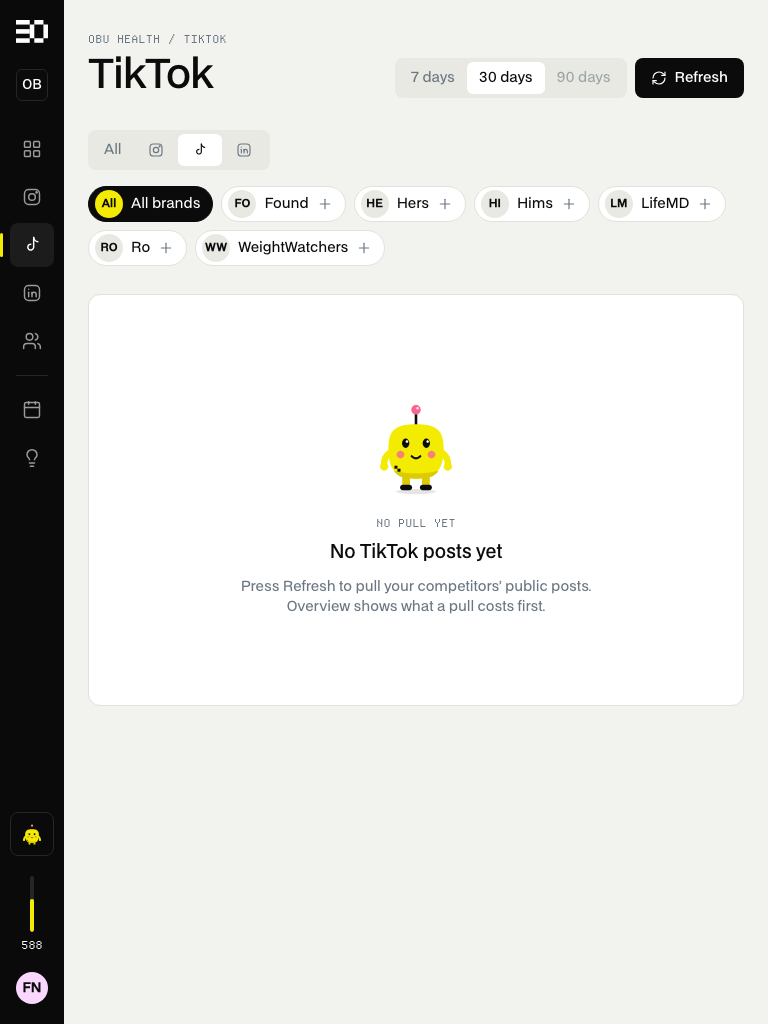 OBU HEALTH / TIKTOK
TikTok
7 days 30 days 90 days Refresh
OB
All
All All brands FO Found HE Hers HI Hims LM LifeMD
RO Ro WW WeightWatchers
NO PULL YET
No TikTok posts yet
Press Refresh to pull your competitors' public posts.
Overview shows what a pull costs first.
588
FN